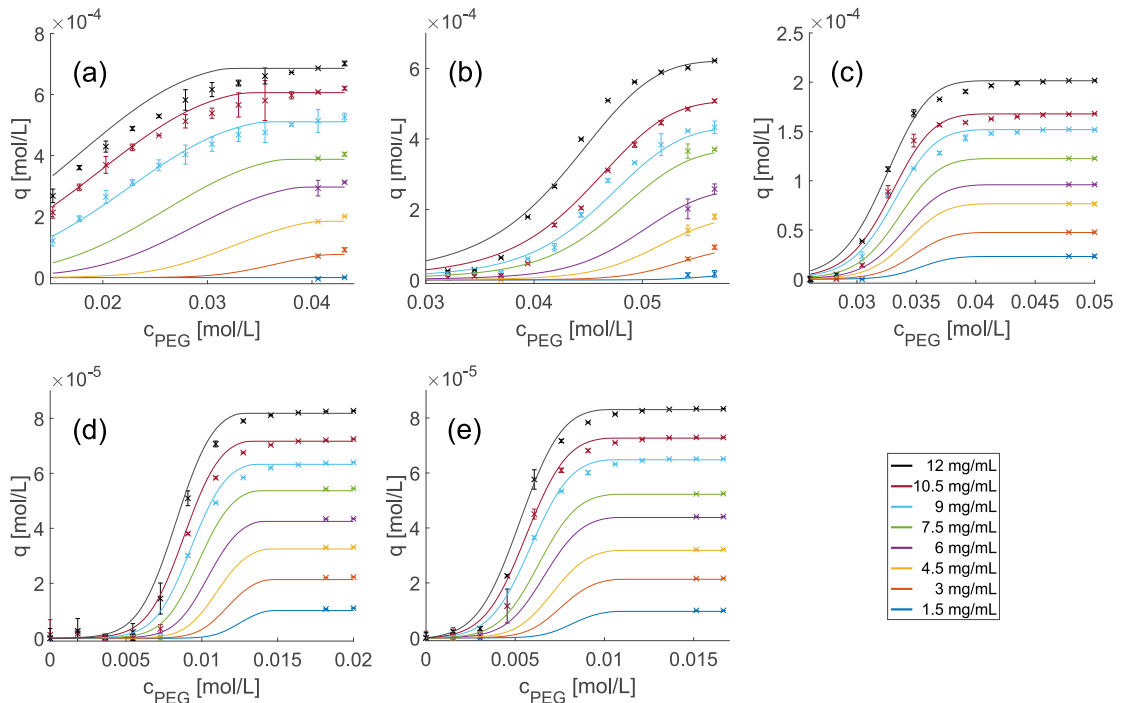 ×10⁻⁴
8
6
4
2
0
q [mol/L]
(a)
0.02
0.03
0.04
c_PEG [mol/L]
×10⁻⁴
6
4
2
0
q [mol/L]
(b)
0.03
0.04
0.05
c_PEG [mol/L]
×10⁻⁴
2.5
2
1.5
1
0.5
0
q [mol/L]
(c)
0.03
0.035
0.04
0.045
0.05
c_PEG [mol/L]
×10⁻⁵
8
6
4
2
0
q [mol/L]
(d)
0
0.005
0.01
0.015
0.02
c_PEG [mol/L]
×10⁻⁵
8
6
4
2
0
q [mol/L]
(e)
0
0.005
0.01
0.015
c_PEG [mol/L]
12 mg/mL
10.5 mg/mL
9 mg/mL
7.5 mg/mL
6 mg/mL
4.5 mg/mL
3 mg/mL
1.5 mg/mL